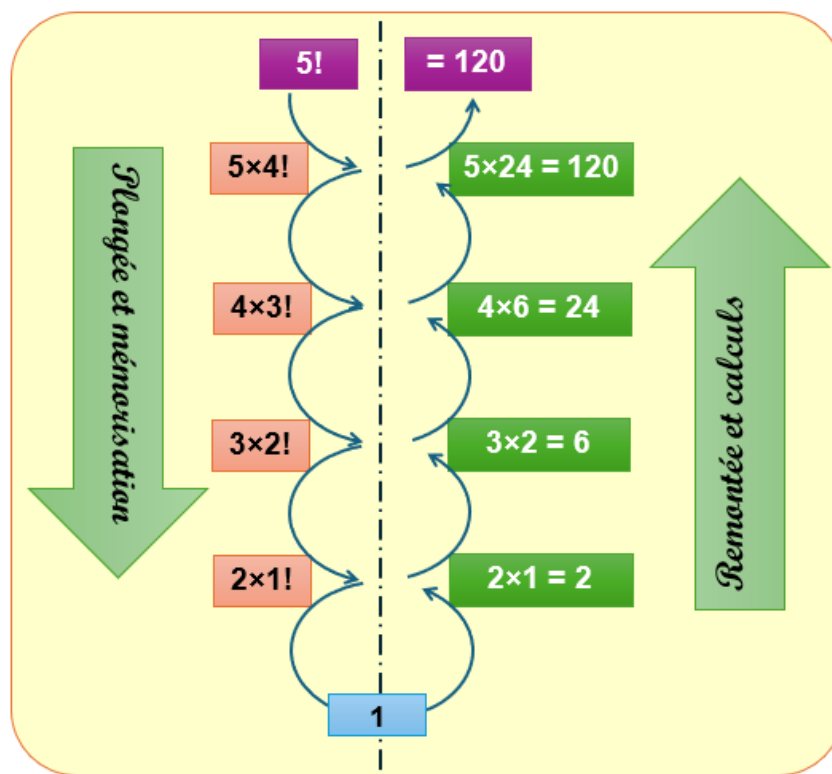 5!
= 120
Plongée et mémorisation
5×4!
5×24 = 120
4×3!
4×6 = 24
3×2!
3×2 = 6
2×1!
2×1 = 2
1
Remontée et calculs